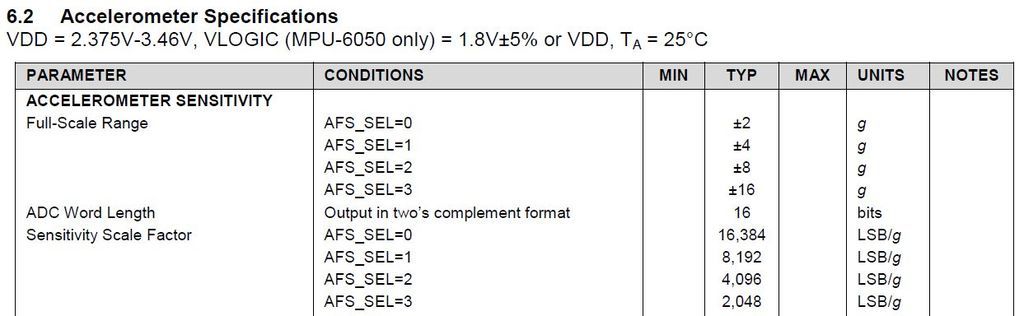 6.2 Accelerometer Specifications
VDD = 2.375V-3.46V, VLOGIC (MPU-6050 only) = 1.8V±5% or VDD, TA = 25°C
PARAMETER CONDITIONS MIN TYP MAX UNITS NOTES
ACCELEROMETER SENSITIVITY
Full-Scale Range AFS_SEL=0 ±2 g
AFS_SEL=1 ±4 g
AFS_SEL=2 ±8 g
AFS_SEL=3 ±16 g
ADC Word Length Output in two's complement format 16 bits
Sensitivity Scale Factor AFS_SEL=0 16,384 LSB/g
AFS_SEL=1 8,192 LSB/g
AFS_SEL=2 4,096 LSB/g
AFS_SEL=3 2,048 LSB/g